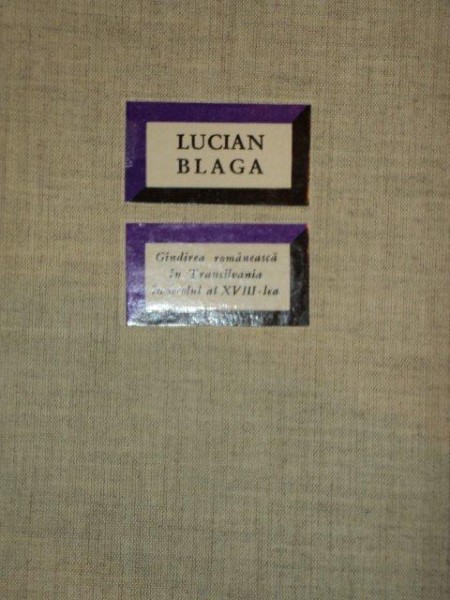 LUCIAN
BLAGA
Gîndirea românească
în Transilvania
în secolul al XVIII-lea